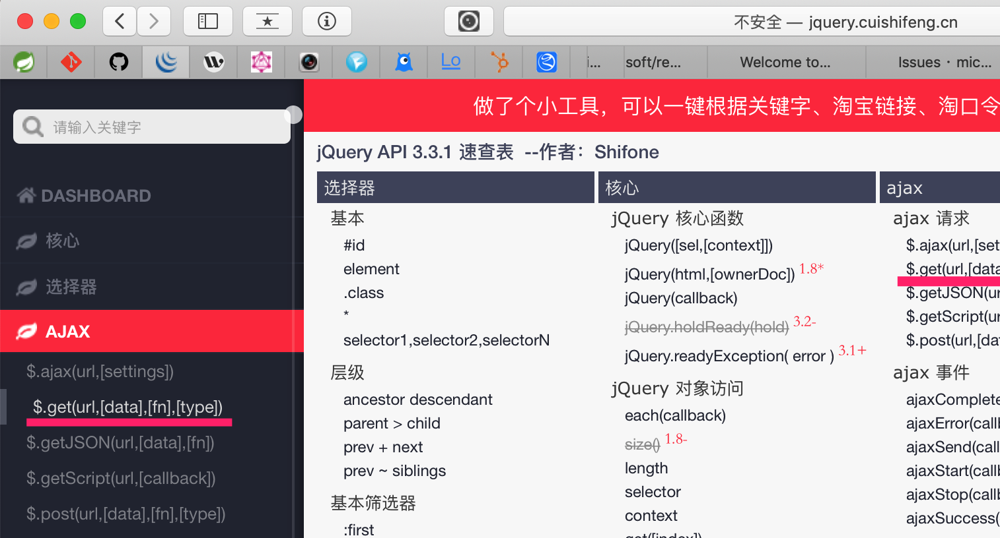 不安全 — jquery.cuishifeng.cn
Lo
i...
soft/re...
Welcome to...
Issues · mic...
请输入关键字
DASHBOARD
核心
选择器
AJAX
$.ajax(url,[settings])
$.get(url,[data],[fn],[type])
$.getJSON(url,[data],[fn])
$.getScript(url,[callback])
$.post(url,[data],[fn],[type])
做了个小工具，可以一键根据关键字、淘宝链接、淘口令
jQuery API 3.3.1 速查表 --作者：Shifone
选择器
基本
#id
element
.class
*
selector1,selector2,selectorN
层级
ancestor descendant
parent > child
prev + next
prev ~ siblings
基本筛选器
:first
核心
jQuery 核心函数
jQuery([sel,[context]])
jQuery(html,[ownerDoc]) 1.8*
jQuery(callback)
jQuery.holdReady(hold) 3.2-
jQuery.readyException( error ) 3.1+
jQuery 对象访问
each(callback)
size() 1.8-
length
selector
context
get([index])
ajax
ajax 请求
$.ajax(url,[set
$.get(url,[data
$.getJSON(ur
$.getScript(ur
$.post(url,[da
ajax 事件
ajaxComplete
ajaxError(callb
ajaxSend(call
ajaxStart(callb
ajaxStop(callb
ajaxSuccess(